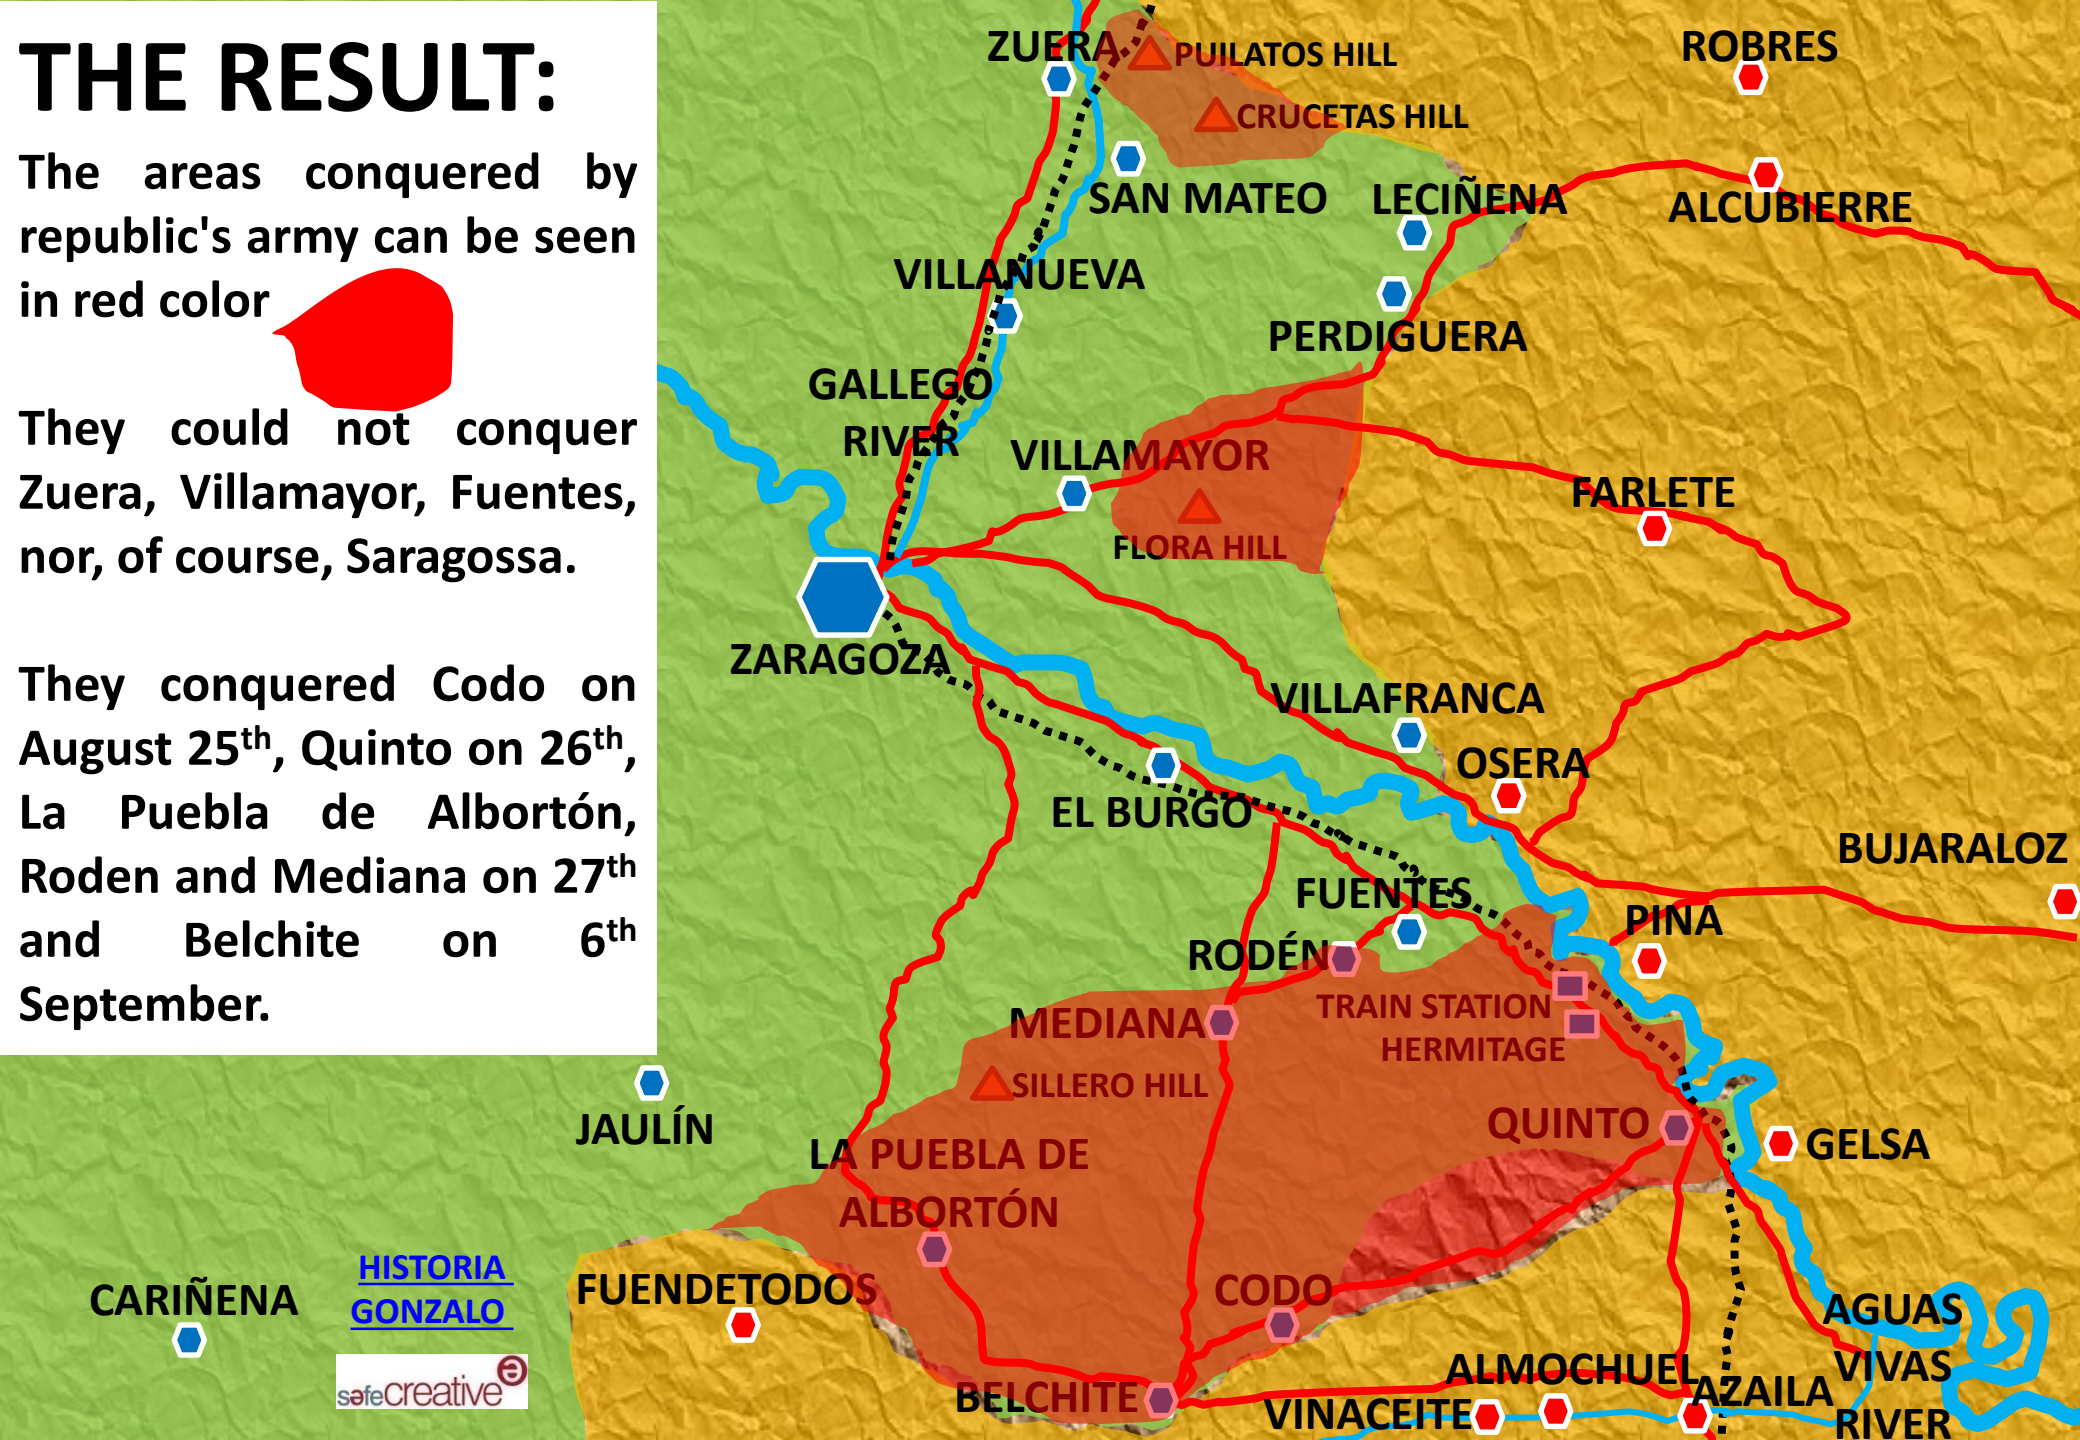 THE RESULT:
The areas conquered by
republic's army can be seen
in red color
They could not conquer
Zuera, Villamayor, Fuentes,
nor, of course, Saragossa.
They conquered Codo on
August 25th, Quinto on 26th,
La Puebla de Albortón,
Roden and Mediana on 27th
and Belchite on 6th
September.
ZUERA
PUILATOS HILL
ROBRES
CRUCETAS HILL
SAN MATEO
LECIÑENA
ALCUBIERRE
VILLANUEVA
PERDIGUERA
GALLEGO
RIVER
VILLAMAYOR
FARLETE
FLORA HILL
ZARAGOZA
VILLAFRANCA
OSERA
EL BURGO
BUJARALOZ
FUENTES
PINA
RODÉN
TRAIN STATION
MEDIANA
HERMITAGE
SILLERO HILL
JAULÍN
QUINTO
GELSA
LA PUEBLA DE
ALBORTÓN
HISTORIA
GONZALO
CARIÑENA
FUENDETODOS
CODO
AGUAS
VIVAS
RIVER
ALMOCHUEL
AZAILA
BELCHITE
VINACEITE
safecreative